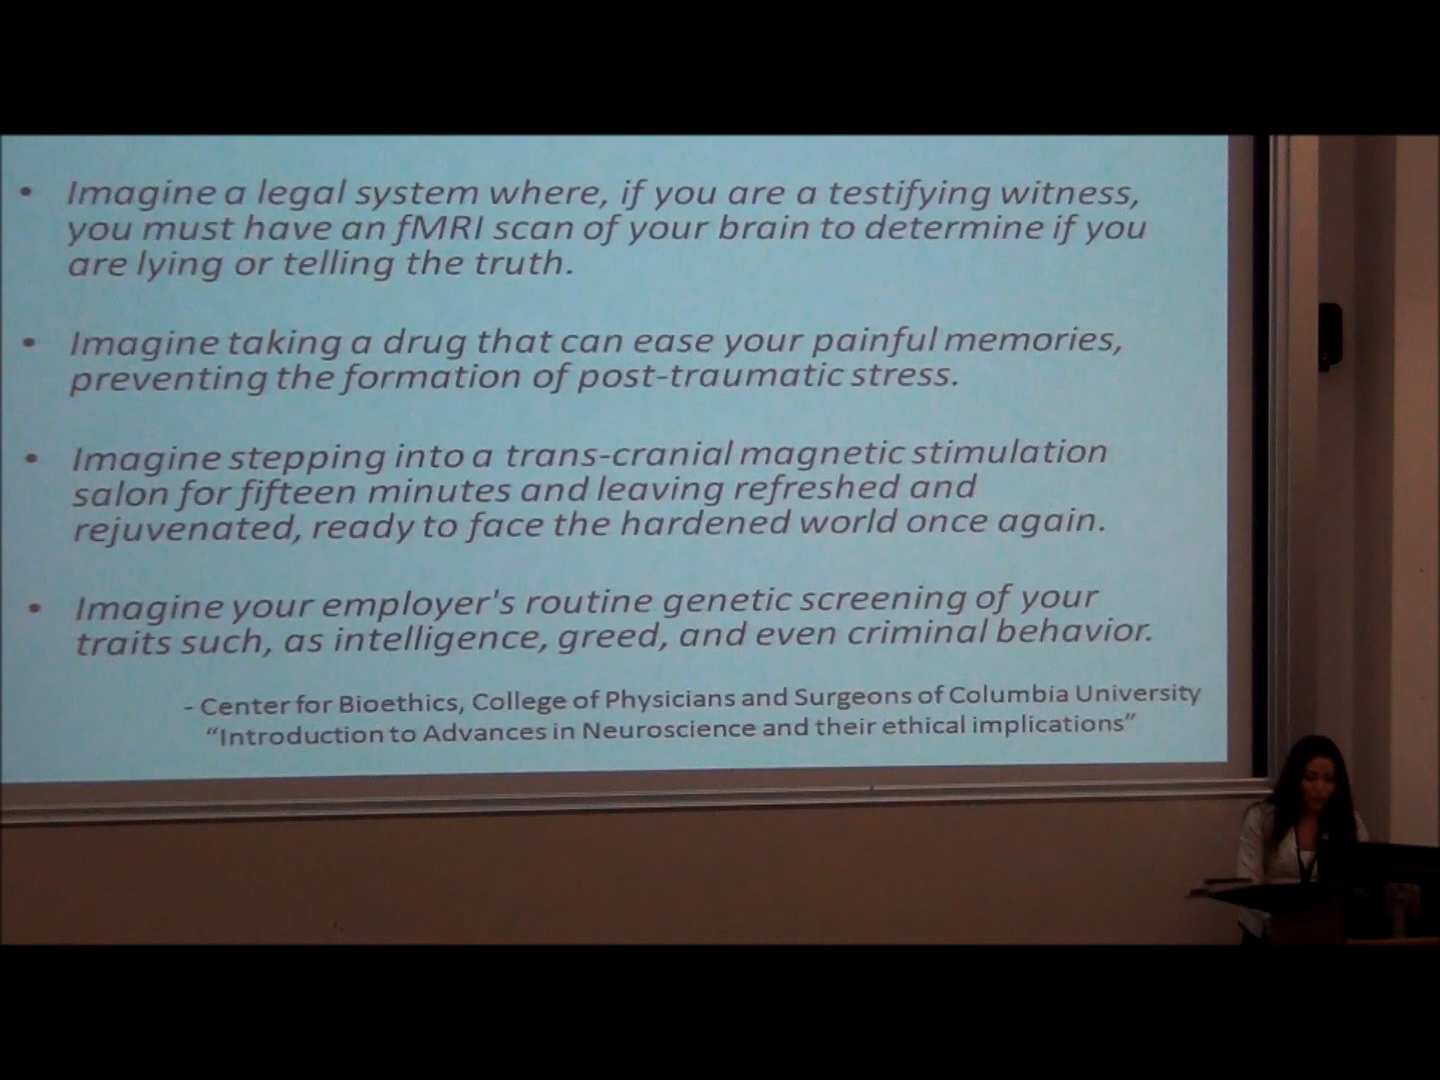 • Imagine a legal system where, if you are a testifying witness,
you must have an fMRI scan of your brain to determine if you
are lying or telling the truth.
• Imagine taking a drug that can ease your painful memories,
preventing the formation of post-traumatic stress.
• Imagine stepping into a trans-cranial magnetic stimulation
salon for fifteen minutes and leaving refreshed and
rejuvenated, ready to face the hardened world once again.
• Imagine your employer's routine genetic screening of your
traits such, as intelligence, greed, and even criminal behavior.
- Center for Bioethics, College of Physicians and Surgeons of Columbia University
“Introduction to Advances in Neuroscience and their ethical implications”